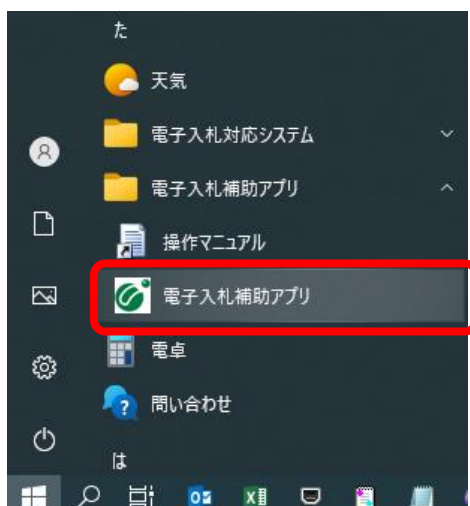 た
天気
電子入札対応システム
電子入札補助アプリ
操作マニュアル
電子入札補助アプリ
電卓
問い合わせ
は